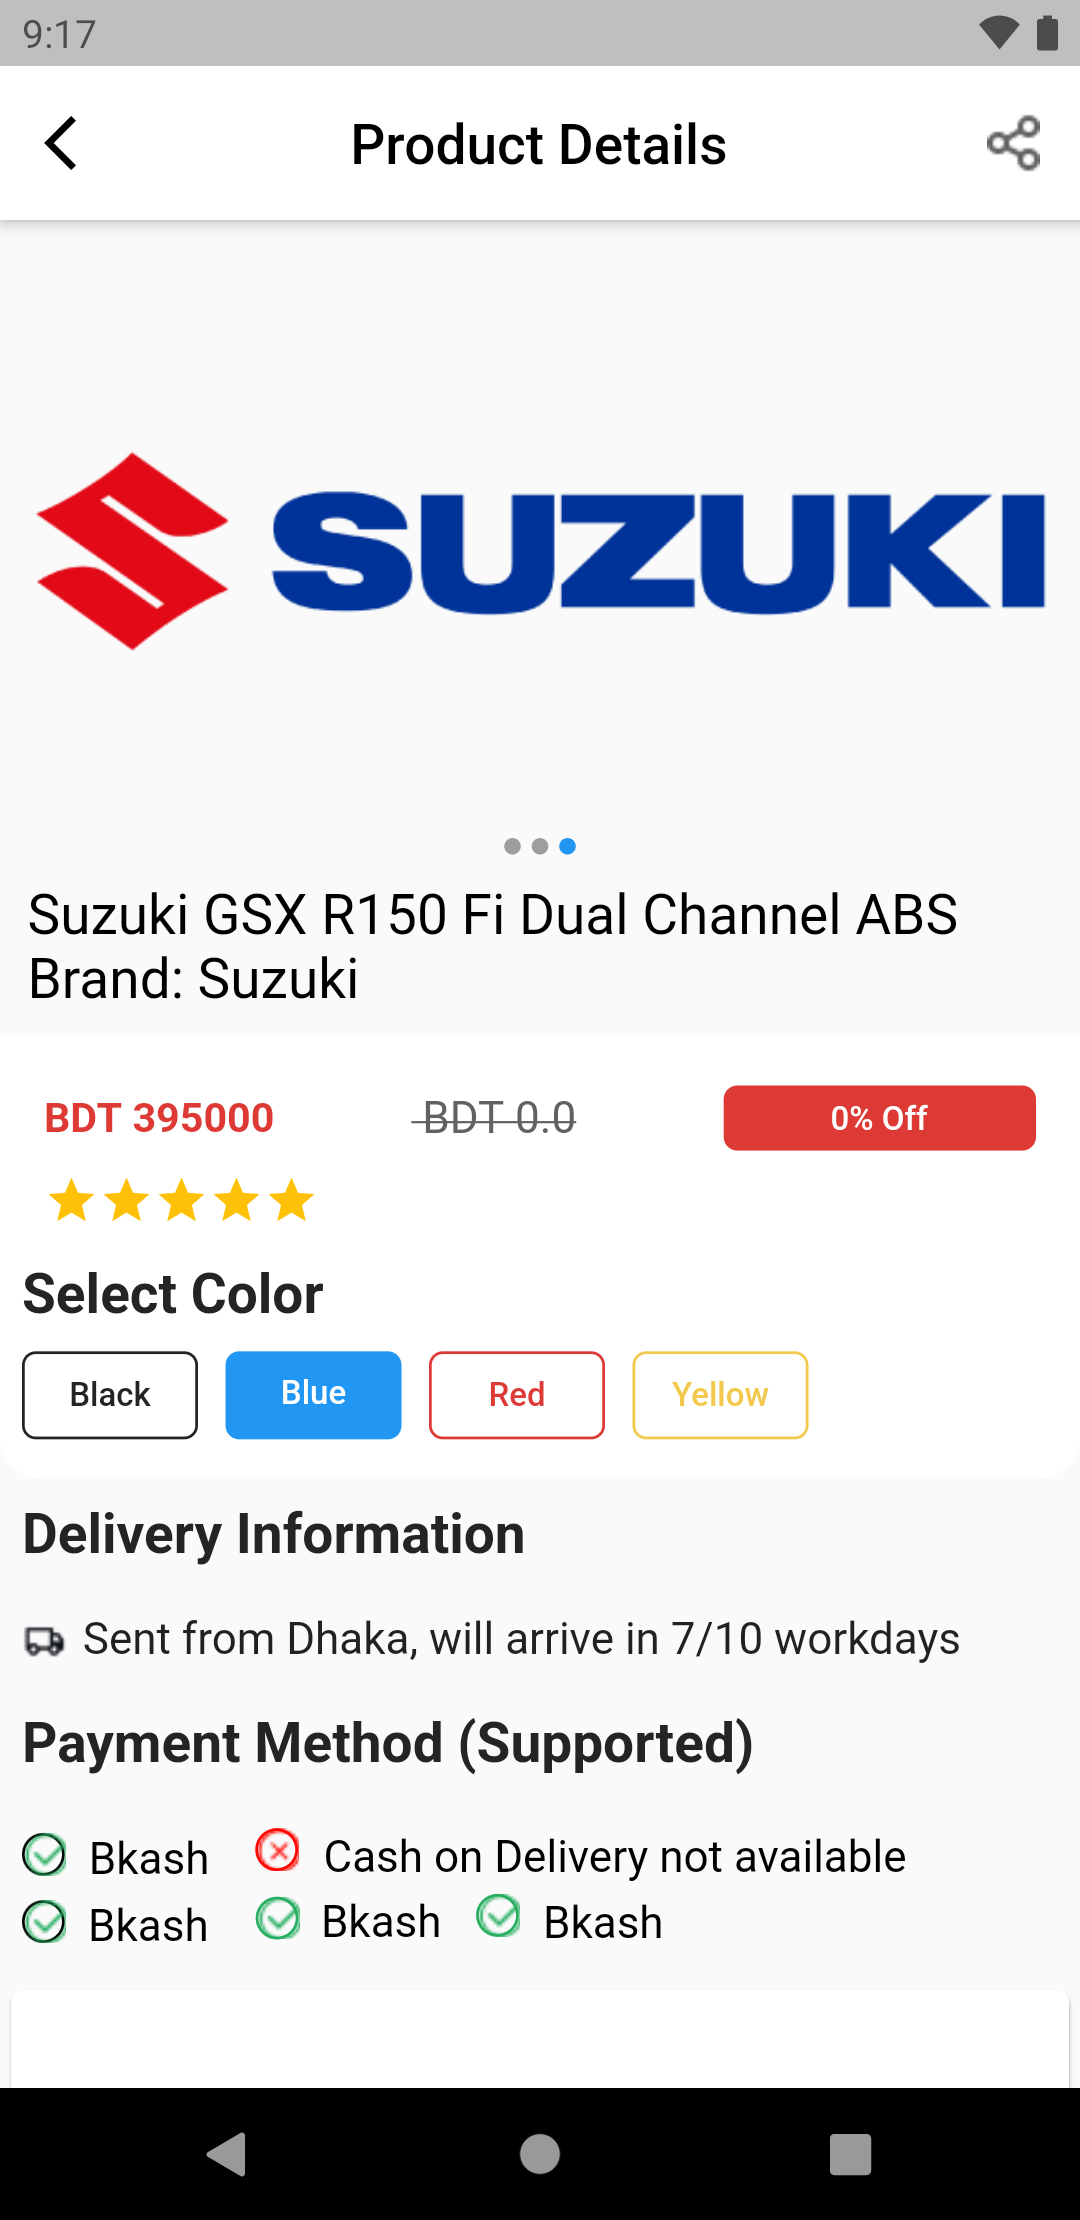 9:17
Product Details
SUZUKI
Suzuki GSX R150 Fi Dual Channel ABS
Brand: Suzuki
BDT 395000 BDT 0.0 0% Off
Select Color
Black Blue Red Yellow
Delivery Information
Sent from Dhaka, will arrive in 7/10 workdays
Payment Method (Supported)
Bkash Cash on Delivery not available
Bkash Bkash Bkash